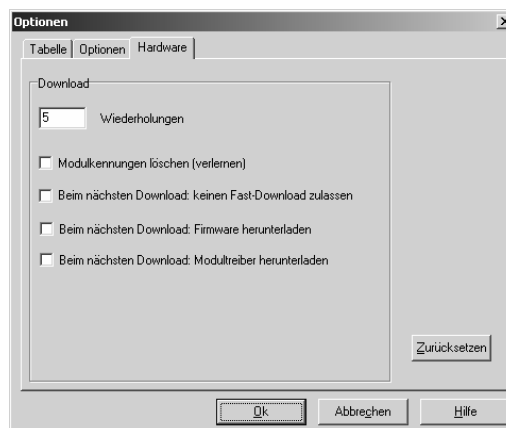 Optionen
Tabelle Optionen Hardware
Download
5 Wiederholungen
Modulkennungen löschen (verlernen)
Beim nächsten Download: keinen Fast-Download zulassen
Beim nächsten Download: Firmware herunterladen
Beim nächsten Download: Modultreiber herunterladen
Zurücksetzen
Ok Abbrechen Hilfe